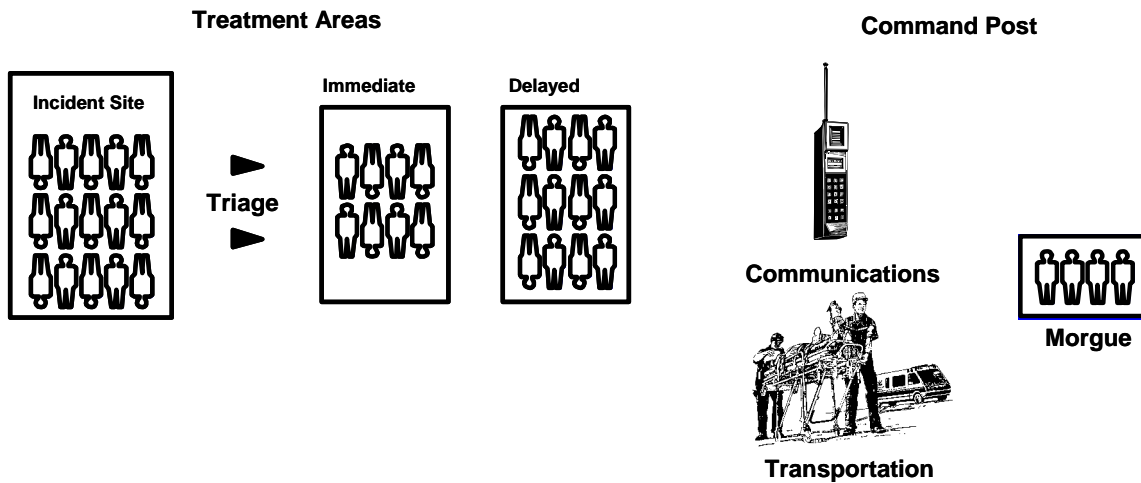 Treatment Areas
Command Post
Incident Site
Immediate
Delayed
Triage
Communications
Morgue
Transportation